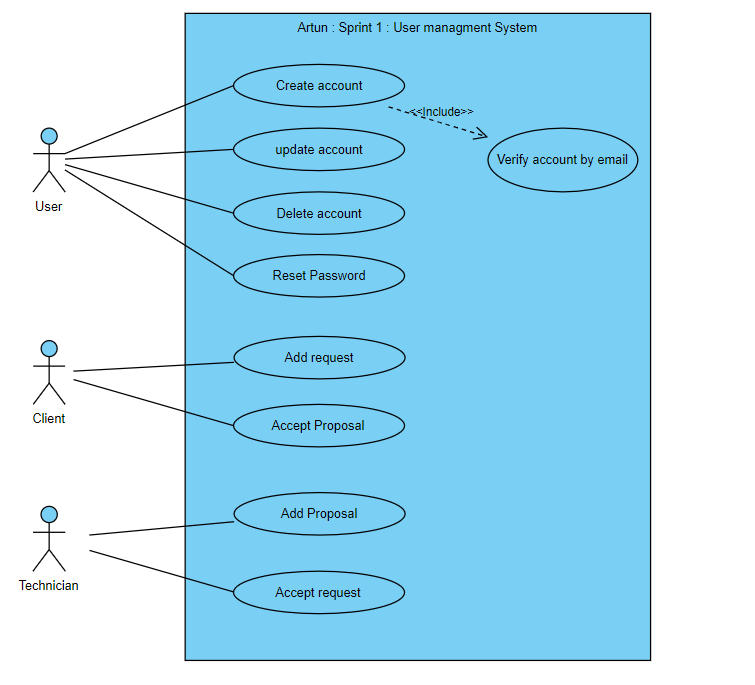 Artun : Sprint 1 : User managment System
Create account
<<Include>>
update account
Verify account by email
User
Delete account
Reset Password
Add request
Client
Accept Proposal
Add Proposal
Technician
Accept request